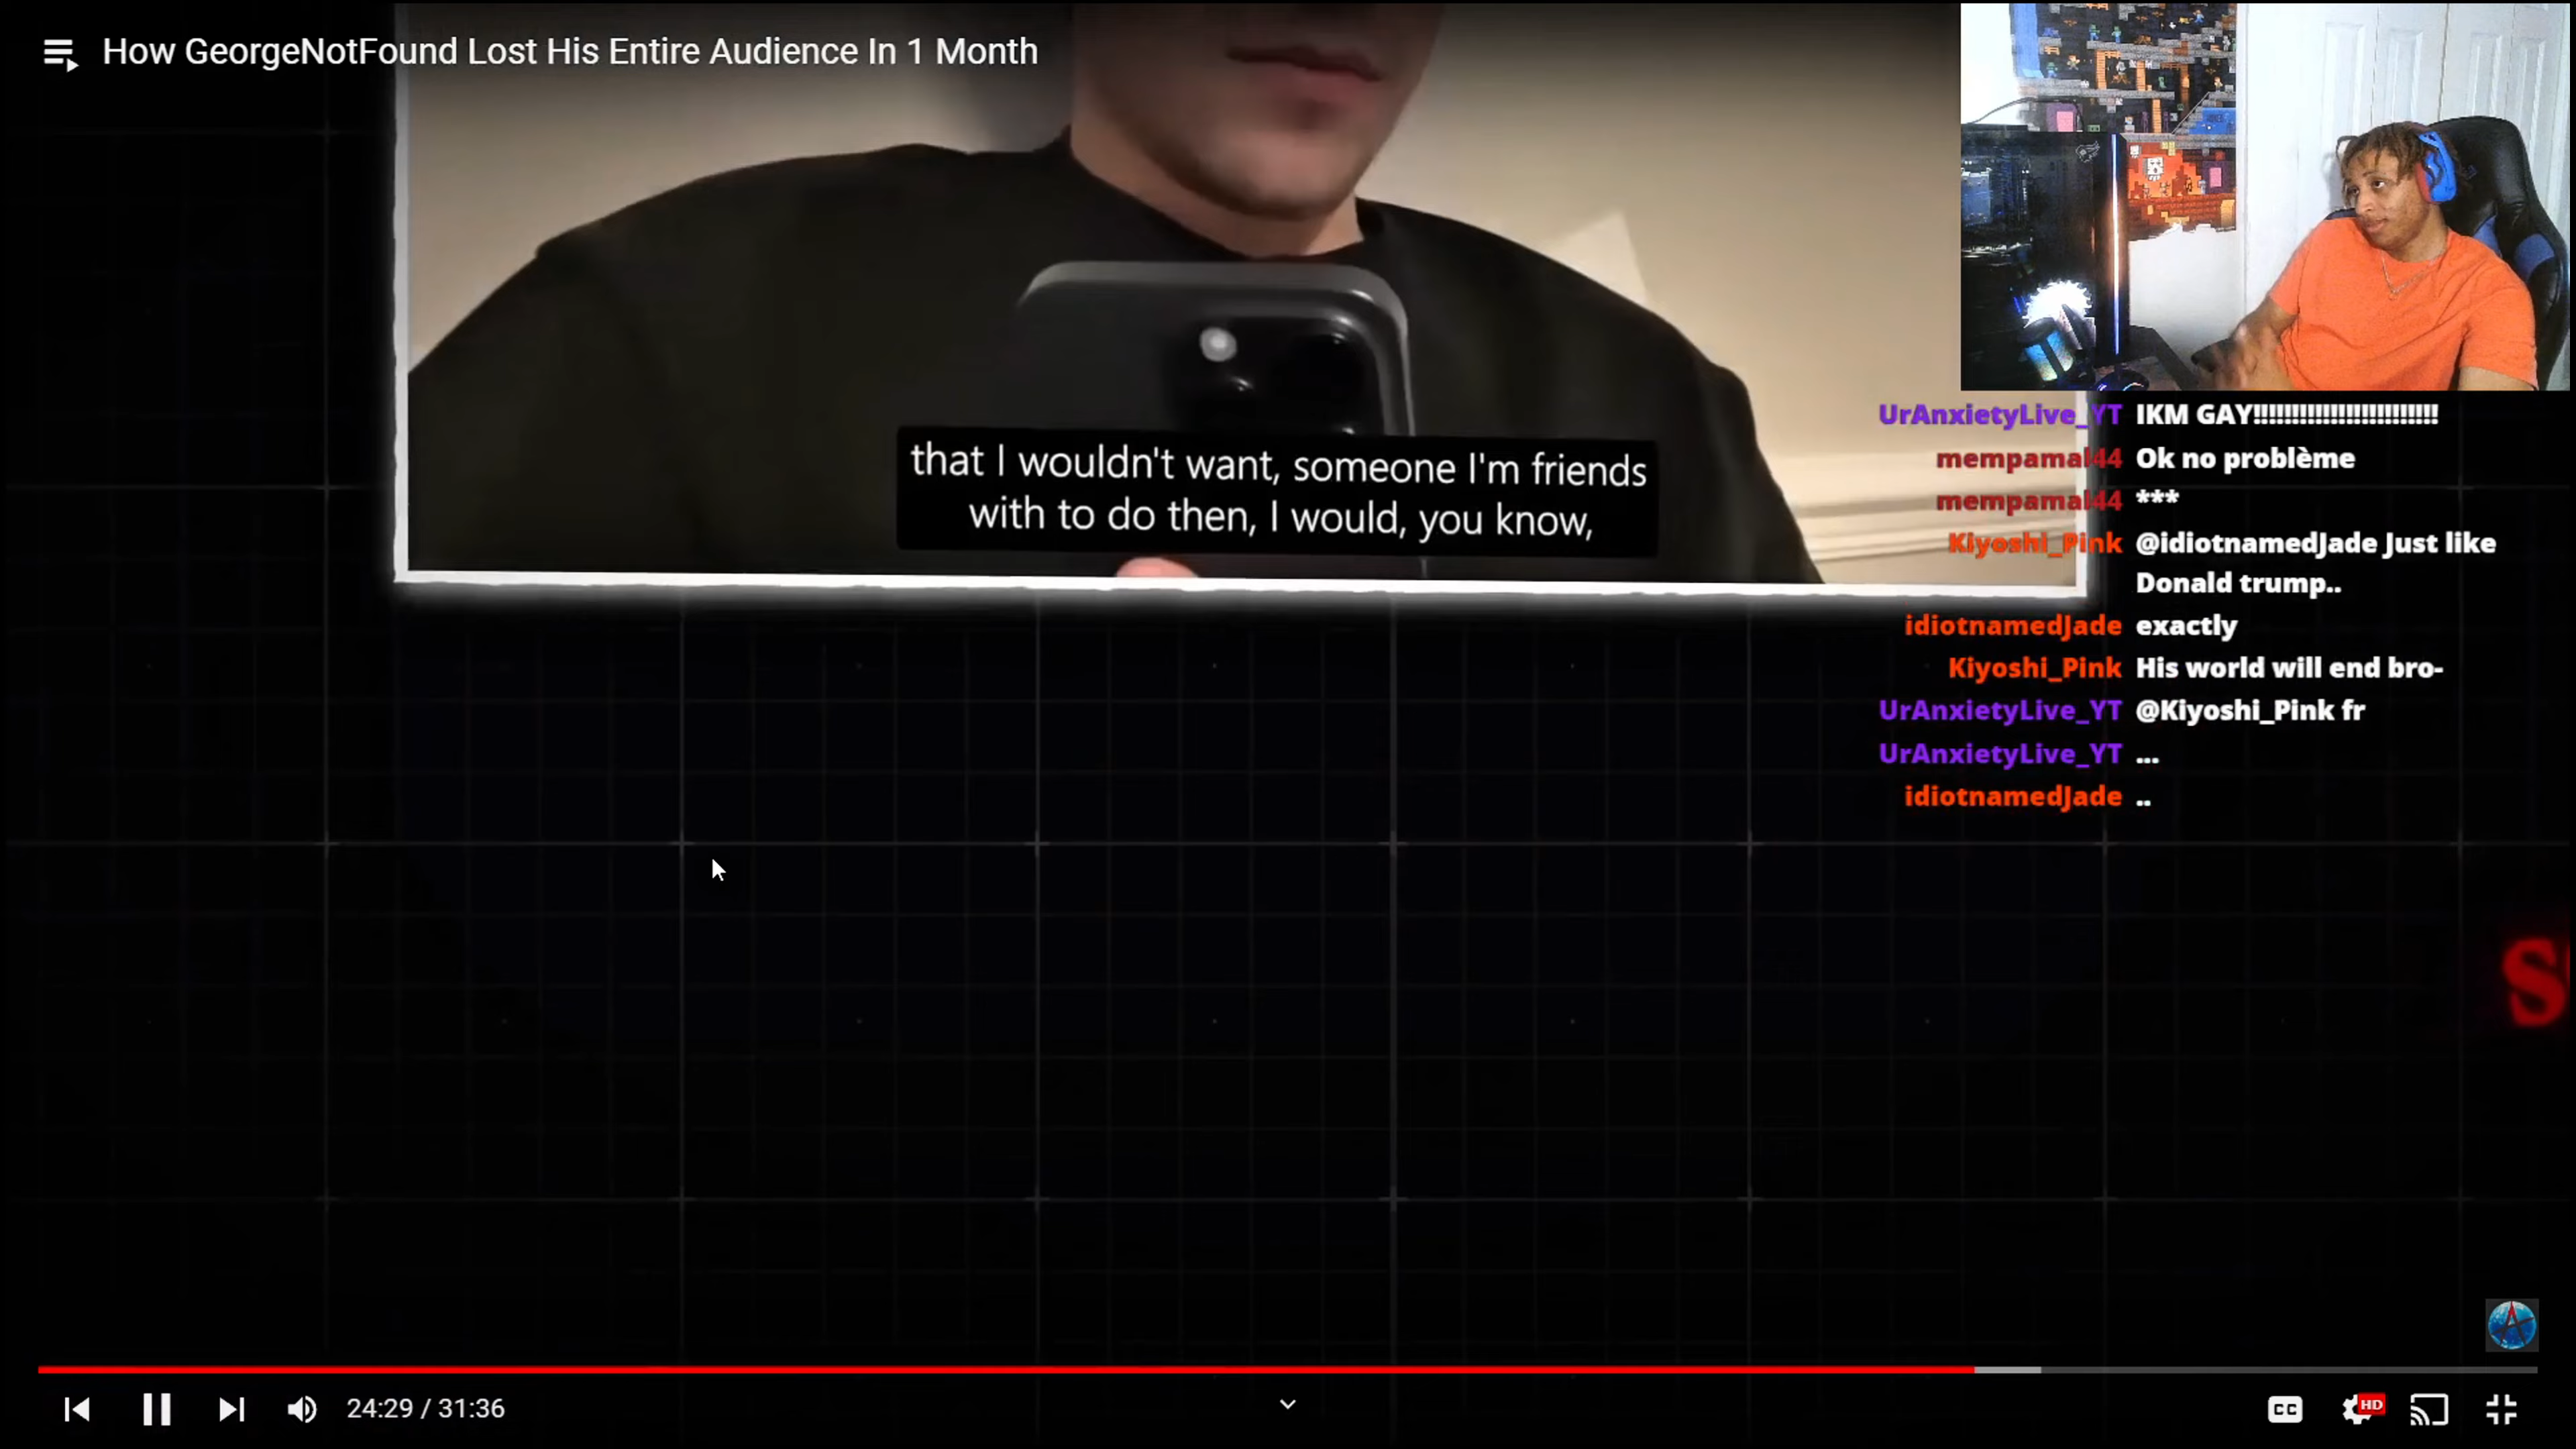 How GeorgeNotFound Lost His Entire Audience In 1 Month
that I wouldn't want, someone I'm friends
with to do then, I would, you know,
UrAnxietyLive_YT IKM GAY!!!!!!!!!!!!!!!!!!!!!!!!
mempamal44 Ok no problème
mempamal44 ***
Kiyoshi_Pink @idiotnamedJade Just like
Donald trump..
idiotnamedJade exactly
Kiyoshi_Pink His world will end bro-
UrAnxietyLive_YT @Kiyoshi_Pink fr
UrAnxietyLive_YT ...
idiotnamedJade ..
S
24:29 / 31:36
CC
HD